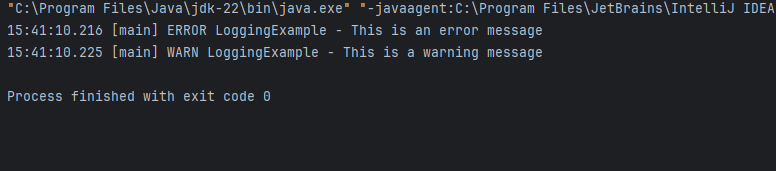 "C:\Program Files\Java\jdk-22\bin\java.exe" "-javaagent:C:\Program Files\JetBrains\IntelliJ IDEA
15:41:10.216 [main] ERROR LoggingExample - This is an error message
15:41:10.225 [main] WARN LoggingExample - This is a warning message
Process finished with exit code 0